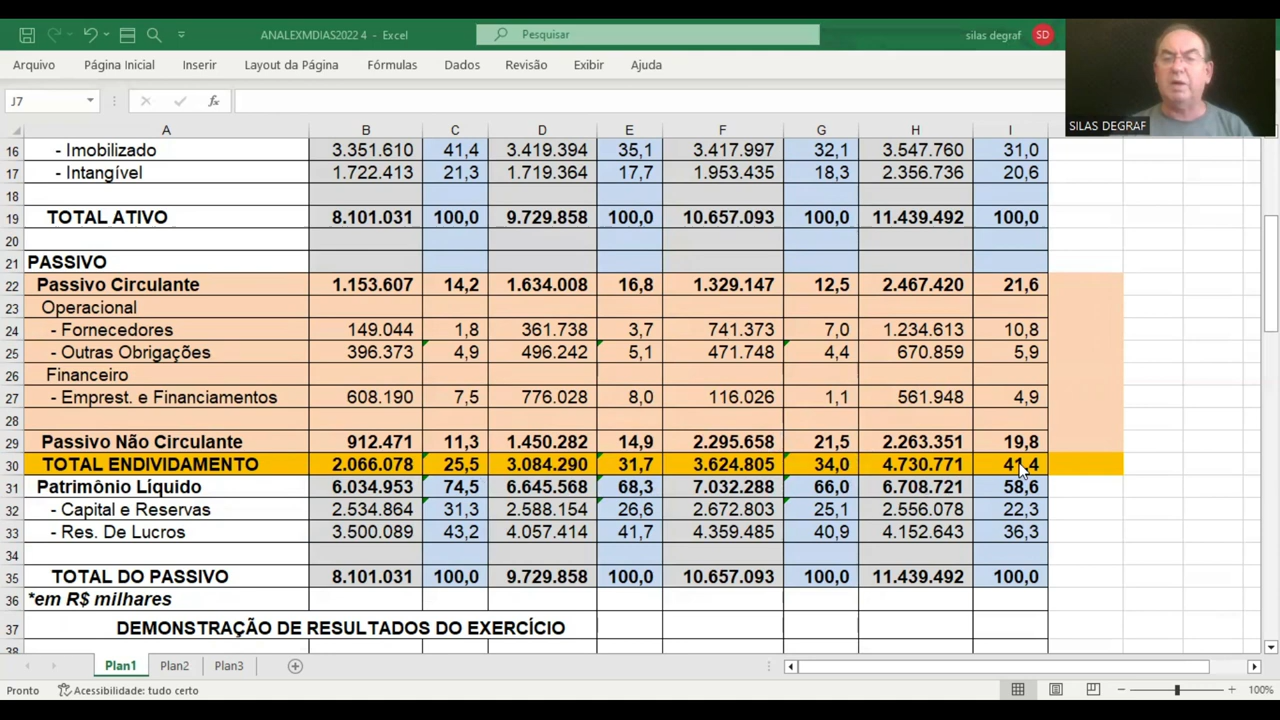 ANALEXMDIAS2022 4 - Excel
Pesquisar
silas degraf
SD
Arquivo Página Inicial Inserir Layout da Página Fórmulas Dados Revisão Exibir Ajuda
SILAS DEGRAF
J7 fx
A B C D E F G H I
16 - Imobilizado 3.351.610 41,4 3.419.394 35,1 3.417.997 32,1 3.547.760 31,0
17 - Intangível 1.722.413 21,3 1.719.364 17,7 1.953.435 18,3 2.356.736 20,6
18
19 TOTAL ATIVO 8.101.031 100,0 9.729.858 100,0 10.657.093 100,0 11.439.492 100,0
20
21 PASSIVO
22 Passivo Circulante 1.153.607 14,2 1.634.008 16,8 1.329.147 12,5 2.467.420 21,6
23 Operacional
24 - Fornecedores 149.044 1,8 361.738 3,7 741.373 7,0 1.234.613 10,8
25 - Outras Obrigações 396.373 4,9 496.242 5,1 471.748 4,4 670.859 5,9
26 Financeiro
27 - Emprest. e Financiamentos 608.190 7,5 776.028 8,0 116.026 1,1 561.948 4,9
28
29 Passivo Não Circulante 912.471 11,3 1.450.282 14,9 2.295.658 21,5 2.263.351 19,8
30 TOTAL ENDIVIDAMENTO 2.066.078 25,5 3.084.290 31,7 3.624.805 34,0 4.730.771 41,4
31 Patrimônio Líquido 6.034.953 74,5 6.645.568 68,3 7.032.288 66,0 6.708.721 58,6
32 - Capital e Reservas 2.534.864 31,3 2.588.154 26,6 2.672.803 25,1 2.556.078 22,3
33 - Res. De Lucros 3.500.089 43,2 4.057.414 41,7 4.359.485 40,9 4.152.643 36,3
34
35 TOTAL DO PASSIVO 8.101.031 100,0 9.729.858 100,0 10.657.093 100,0 11.439.492 100,0
36 *em R$ milhares
37 DEMONSTRAÇÃO DE RESULTADOS DO EXERCÍCIO
38
Plan1 Plan2 Plan3
Pronto Acessibilidade: tudo certo 100%